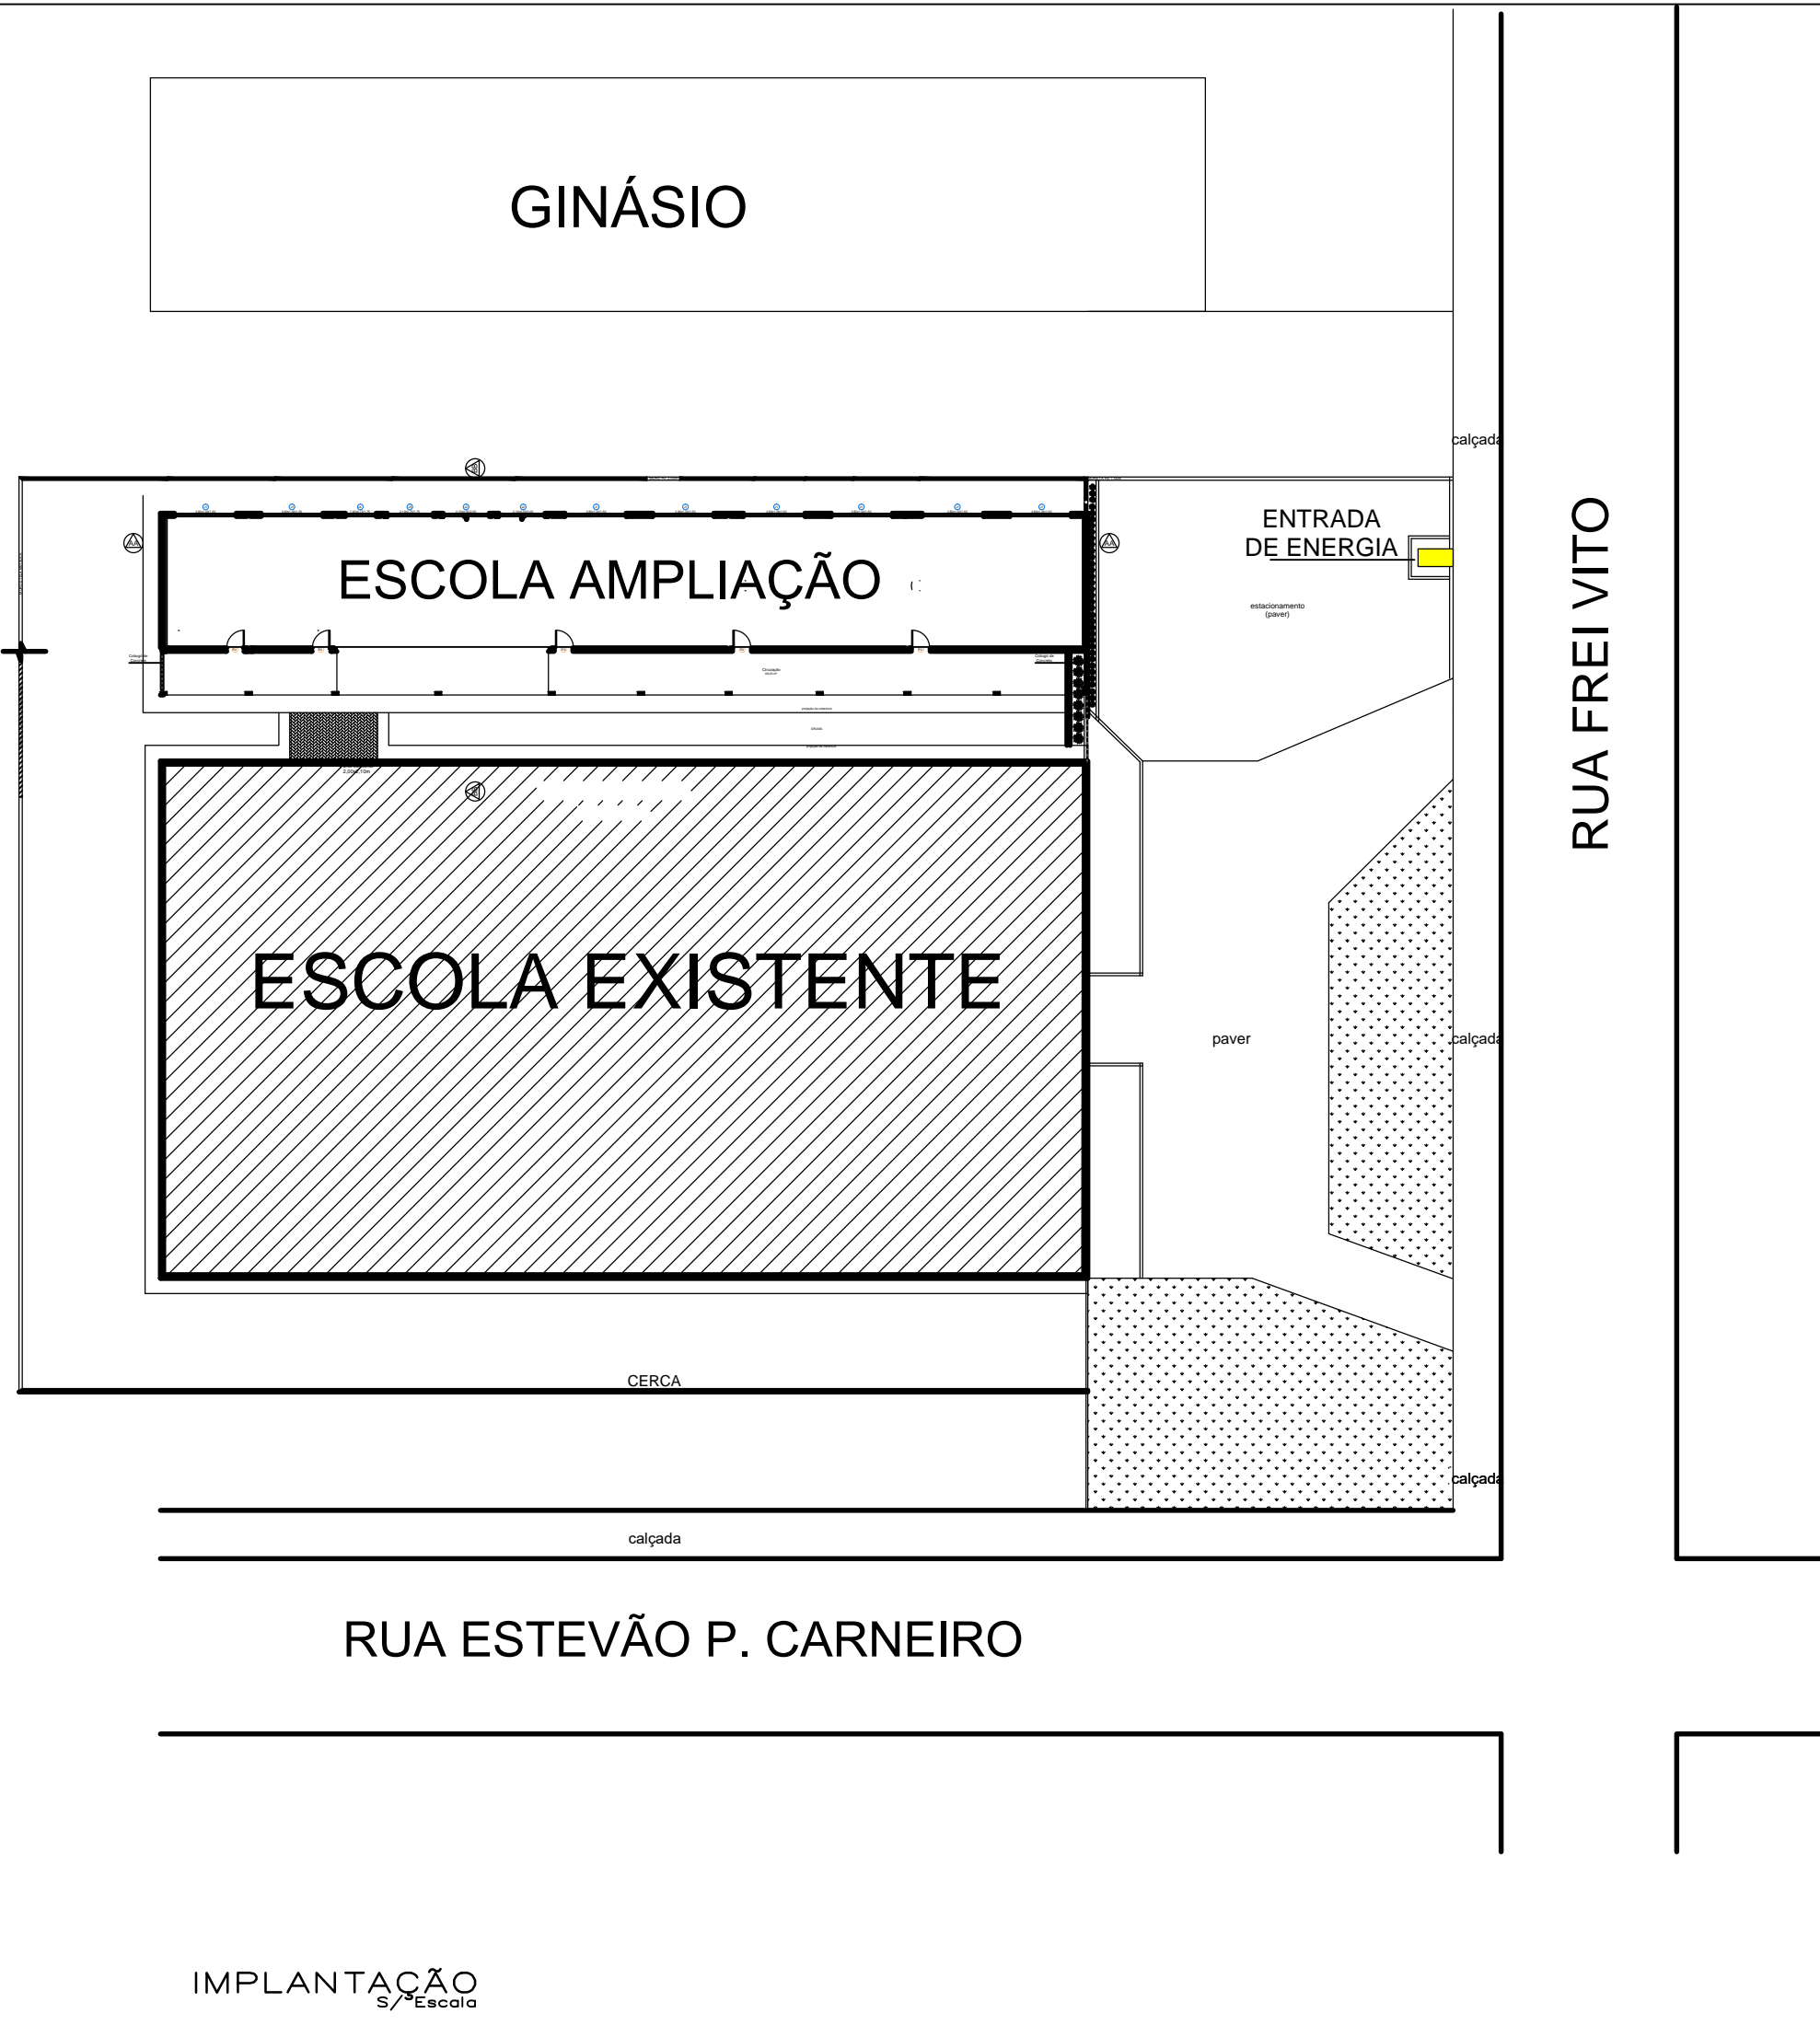 GINÁSIO
calçada
ESCOLA AMPLIAÇÃO
ENTRADA
DE ENERGIA
estacionamento
(paver)
RUA FREI VITO
Circulação
ESCOLA EXISTENTE
paver
calçada
CERCA
calçada
calçada
RUA ESTEVÃO P. CARNEIRO
IMPLANTAÇÃO
S/Escala